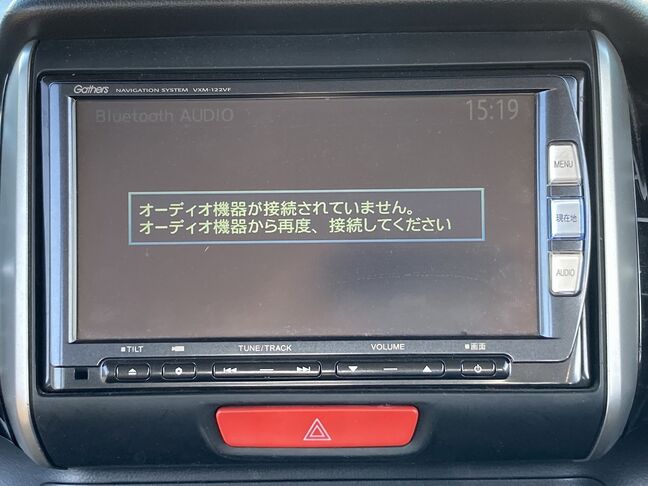 Gathers NAVIGATION SYSTEM VXM-122VF
Bluetooth AUDIO 15:19
オーディオ機器が接続されていません。
オーディオ機器から再度、接続してください
MENU
現在地
AUDIO
TILT TUNE/TRACK VOLUME 画面